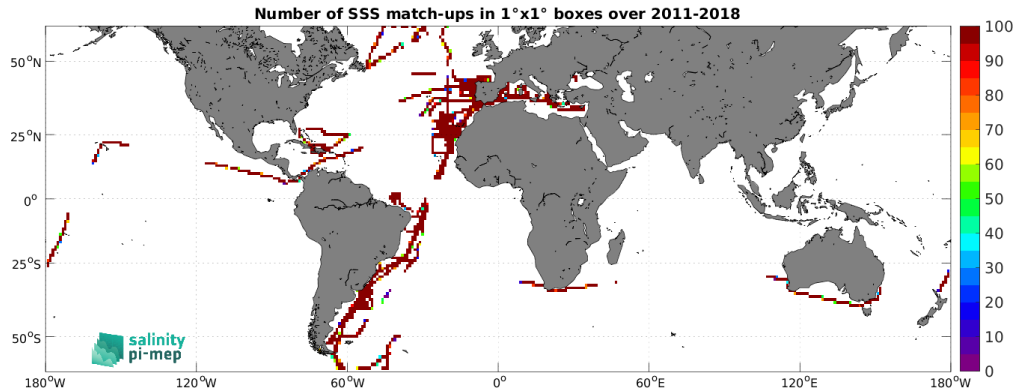 Number of SSS match-ups in 1°x1° boxes over 2011-2018
50°N
25°N
0°
25°S
50°S
180°W
120°W
60°W
0°W
60°E
120°E
180°W
100
90
80
70
60
50
40
30
20
10
0
salinity
pi-mep